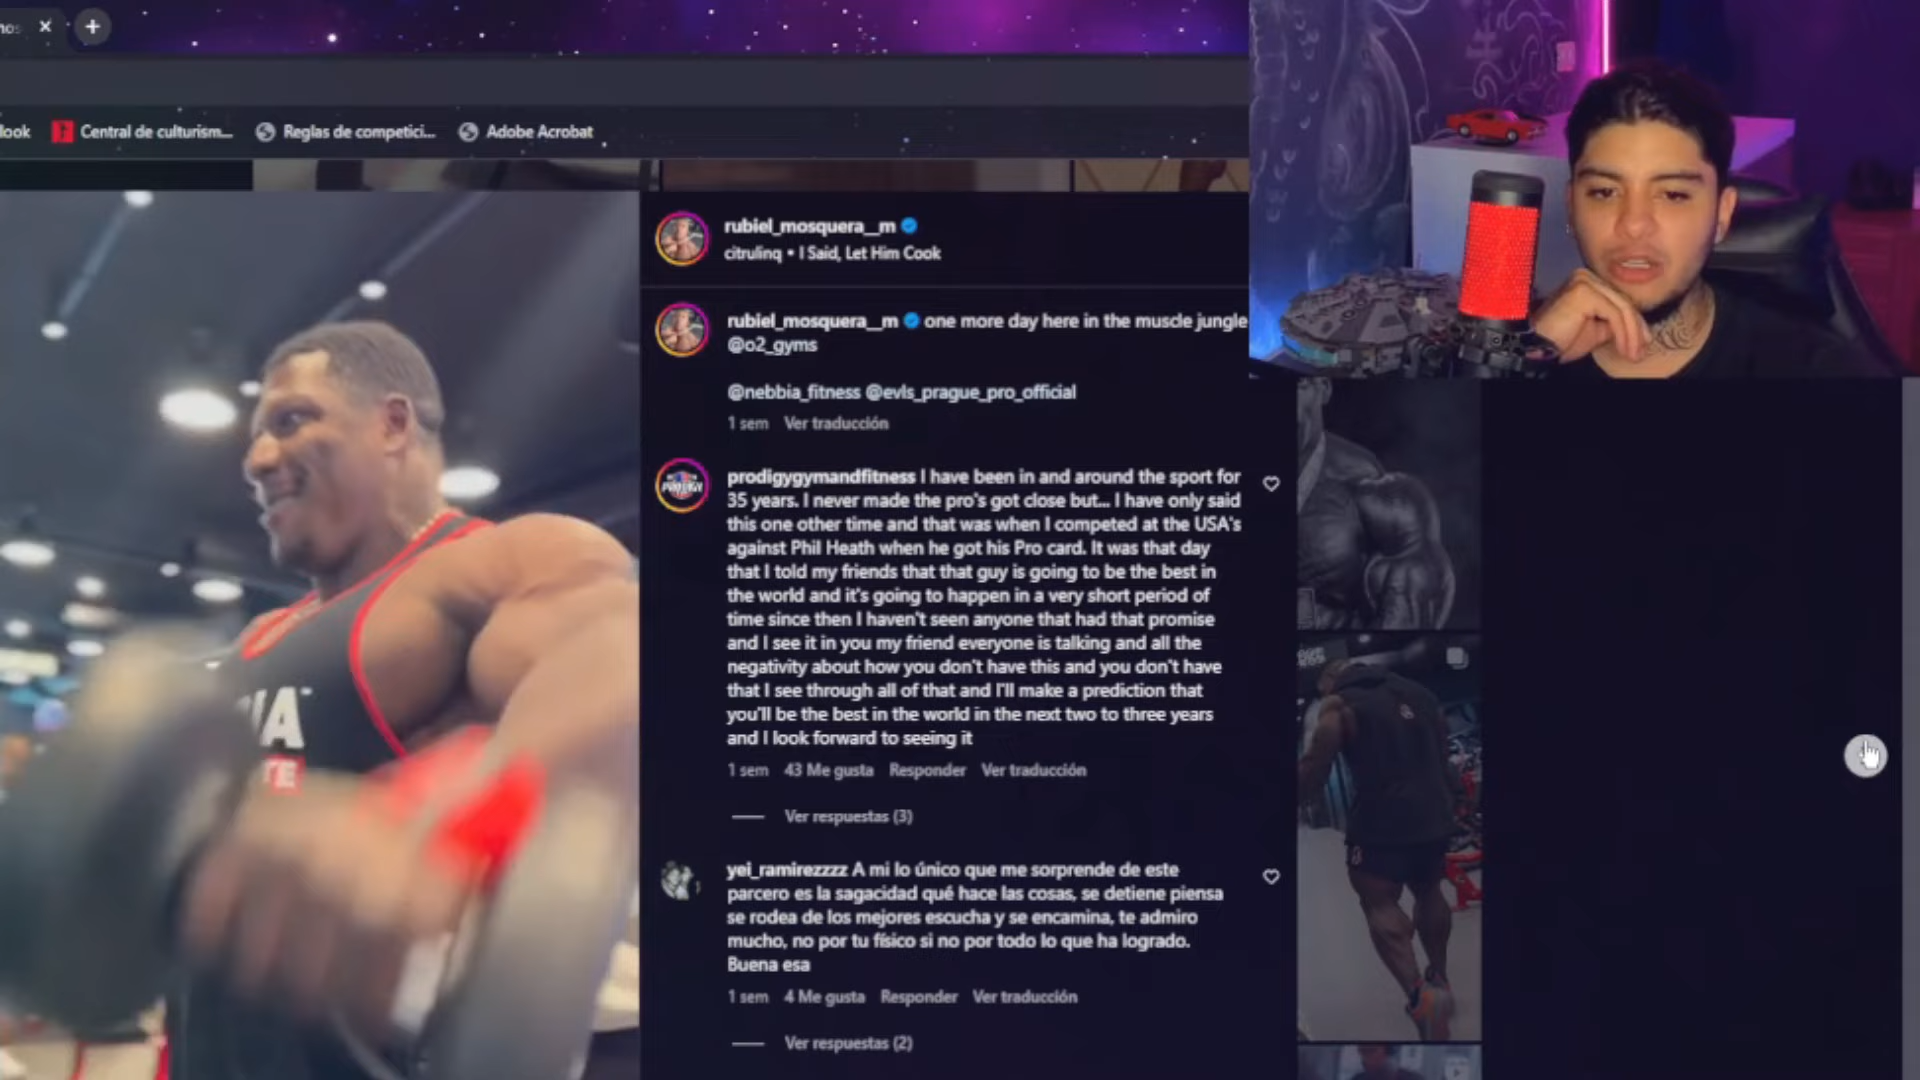 look
Central de culturism...
Reglas de competici...
Adobe Acrobat
rubiel_mosquera__m
citrulinq • I Said, Let Him Cook
rubiel_mosquera__m one more day here in the muscle jungle
@o2_gyms
@nebbia_fitness @evls_prague_pro_official
1 sem Ver traducción
prodigygymandfitness I have been in and around the sport for
35 years. I never made the pro's got close but... I have only said
this one other time and that was when I competed at the USA's
against Phil Heath when he got his Pro card. It was that day
that I told my friends that that guy is going to be the best in
the world and it's going to happen in a very short period of
time since then I haven't seen anyone that had that promise
and I see it in you my friend everyone is talking and all the
negativity about how you don't have this and you don't have
that I see through all of that and I'll make a prediction that
you'll be the best in the world in the next two to three years
and I look forward to seeing it
1 sem 43 Me gusta Responder Ver traducción
Ver respuestas (3)
yei_ramirezzzz A mi lo único que me sorprende de este
parcero es la sagacidad qué hace las cosas, se detiene piensa
se rodea de los mejores escucha y se encamina, te admiro
mucho, no por tu físico si no por todo lo que ha logrado.
Buena esa
1 sem 4 Me gusta Responder Ver traducción
Ver respuestas (2)